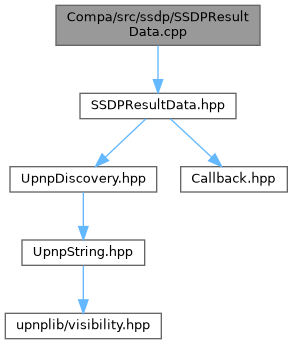 Compa/src/ssdp/SSDPResult
Data.cpp
SSDPResultData.hpp
UpnpDiscovery.hpp
Callback.hpp
UpnpString.hpp
upnplib/visibility.hpp